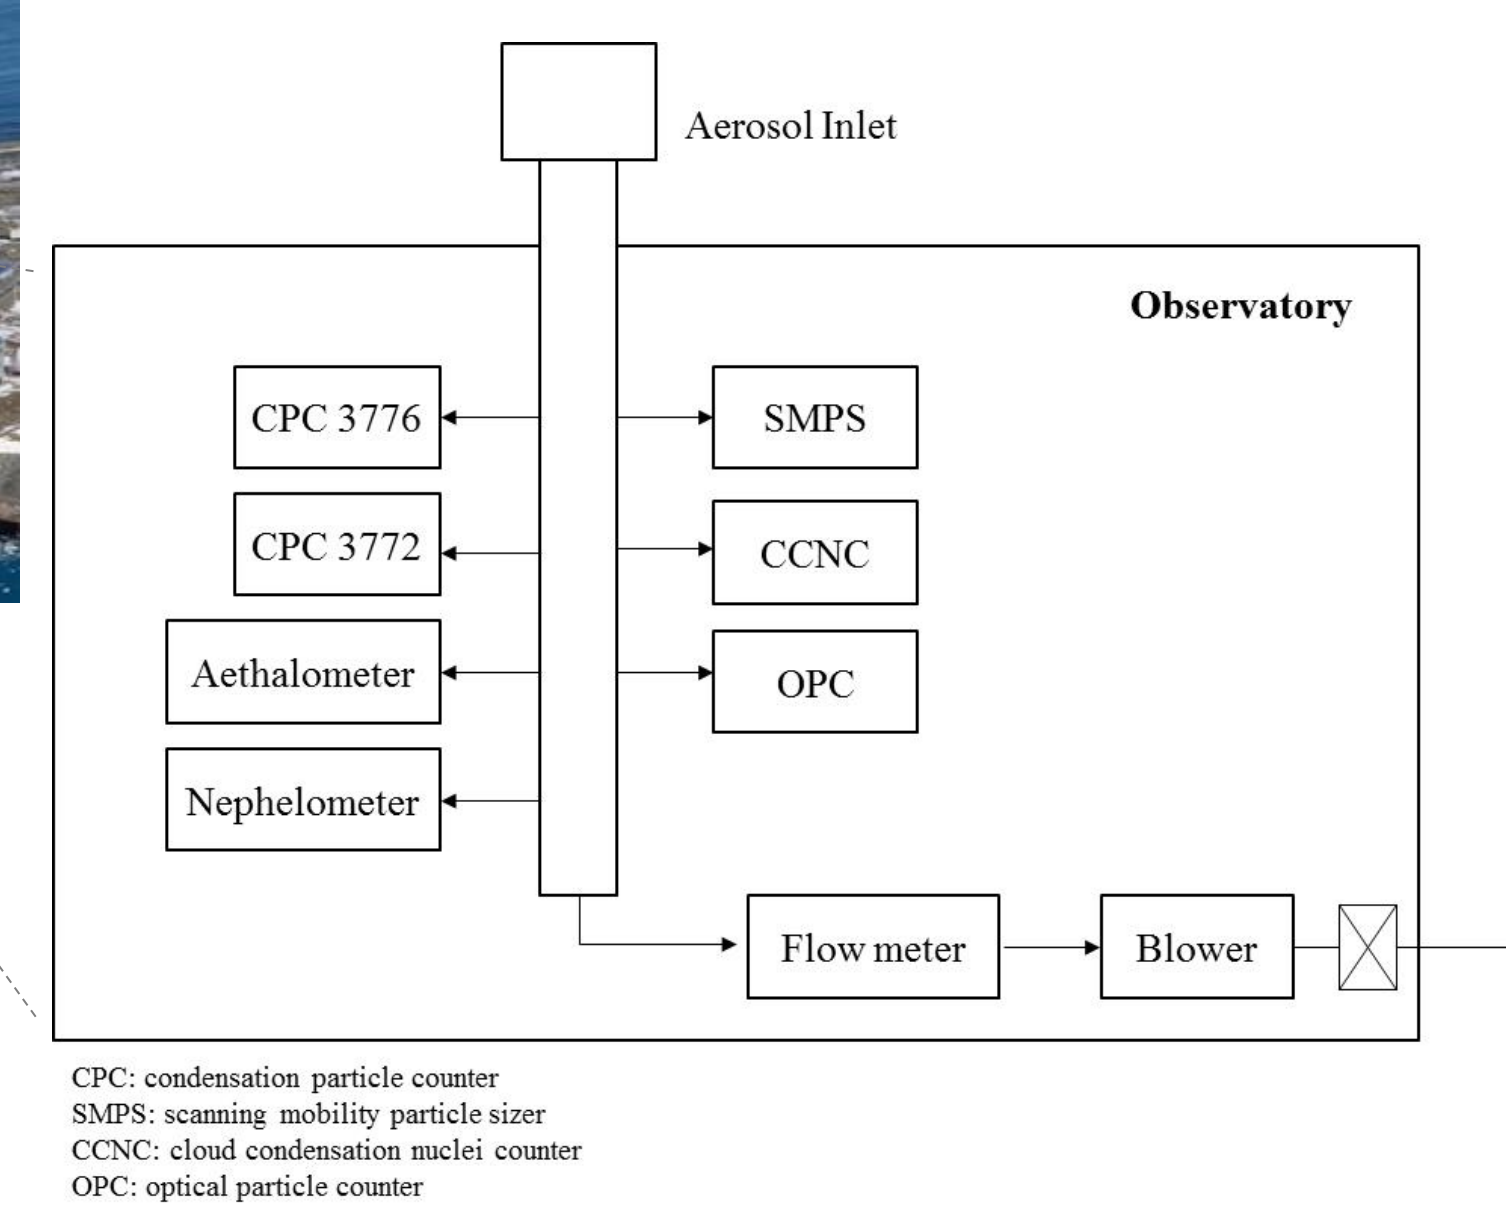 Aerosol Inlet
Observatory
CPC 3776
SMPS
CPC 3772
CCNC
Aethalometer
OPC
Nephelometer
Flow meter
Blower
CPC: condensation particle counter
SMPS: scanning mobility particle sizer
CCNC: cloud condensation nuclei counter
OPC: optical particle counter